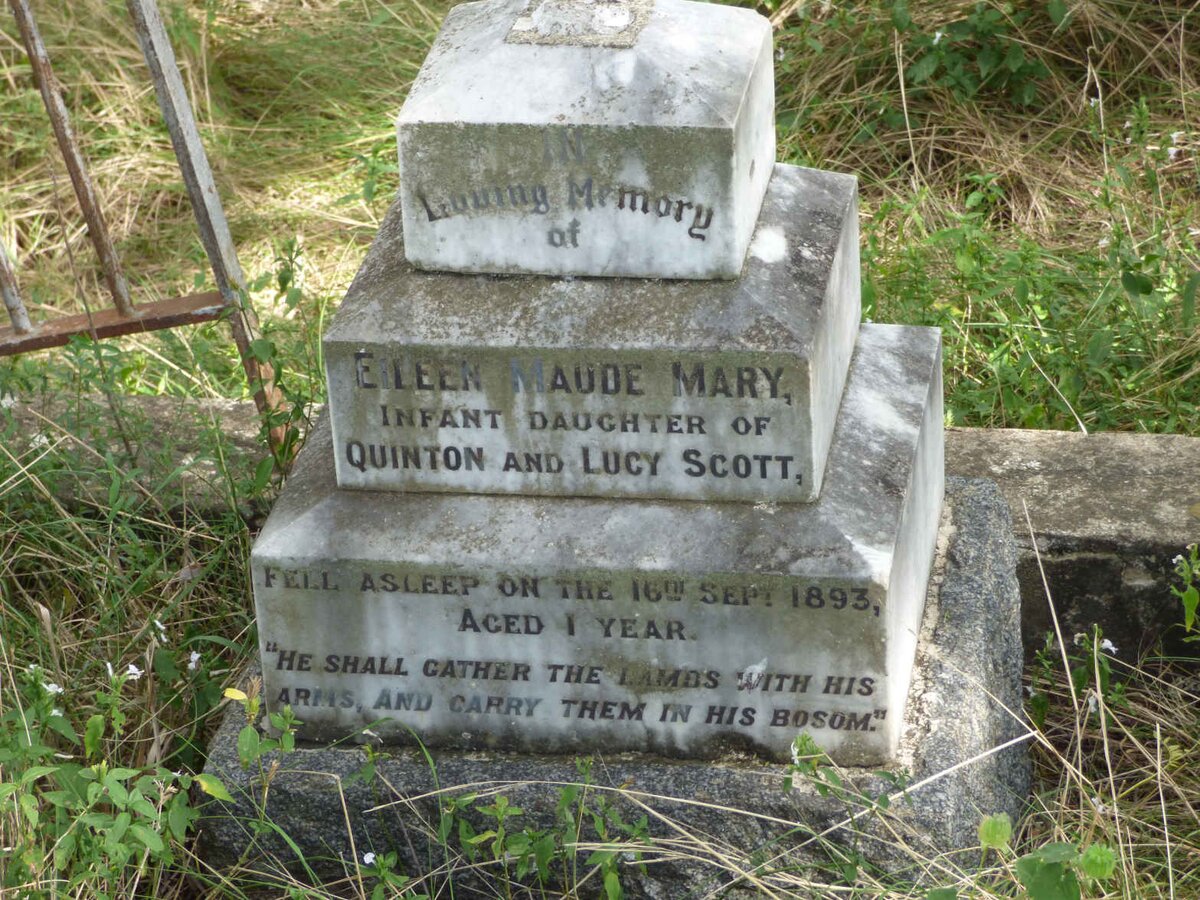 IN
Loving Memory
of
EILEEN MAUDE MARY,
INFANT DAUGHTER OF
QUINTON AND LUCY SCOTT,
FELL ASLEEP ON THE 16TH SEPT 1893,
AGED 1 YEAR.
"HE SHALL GATHER THE LAMBS WITH HIS
ARMS, AND CARRY THEM IN HIS BOSOM."